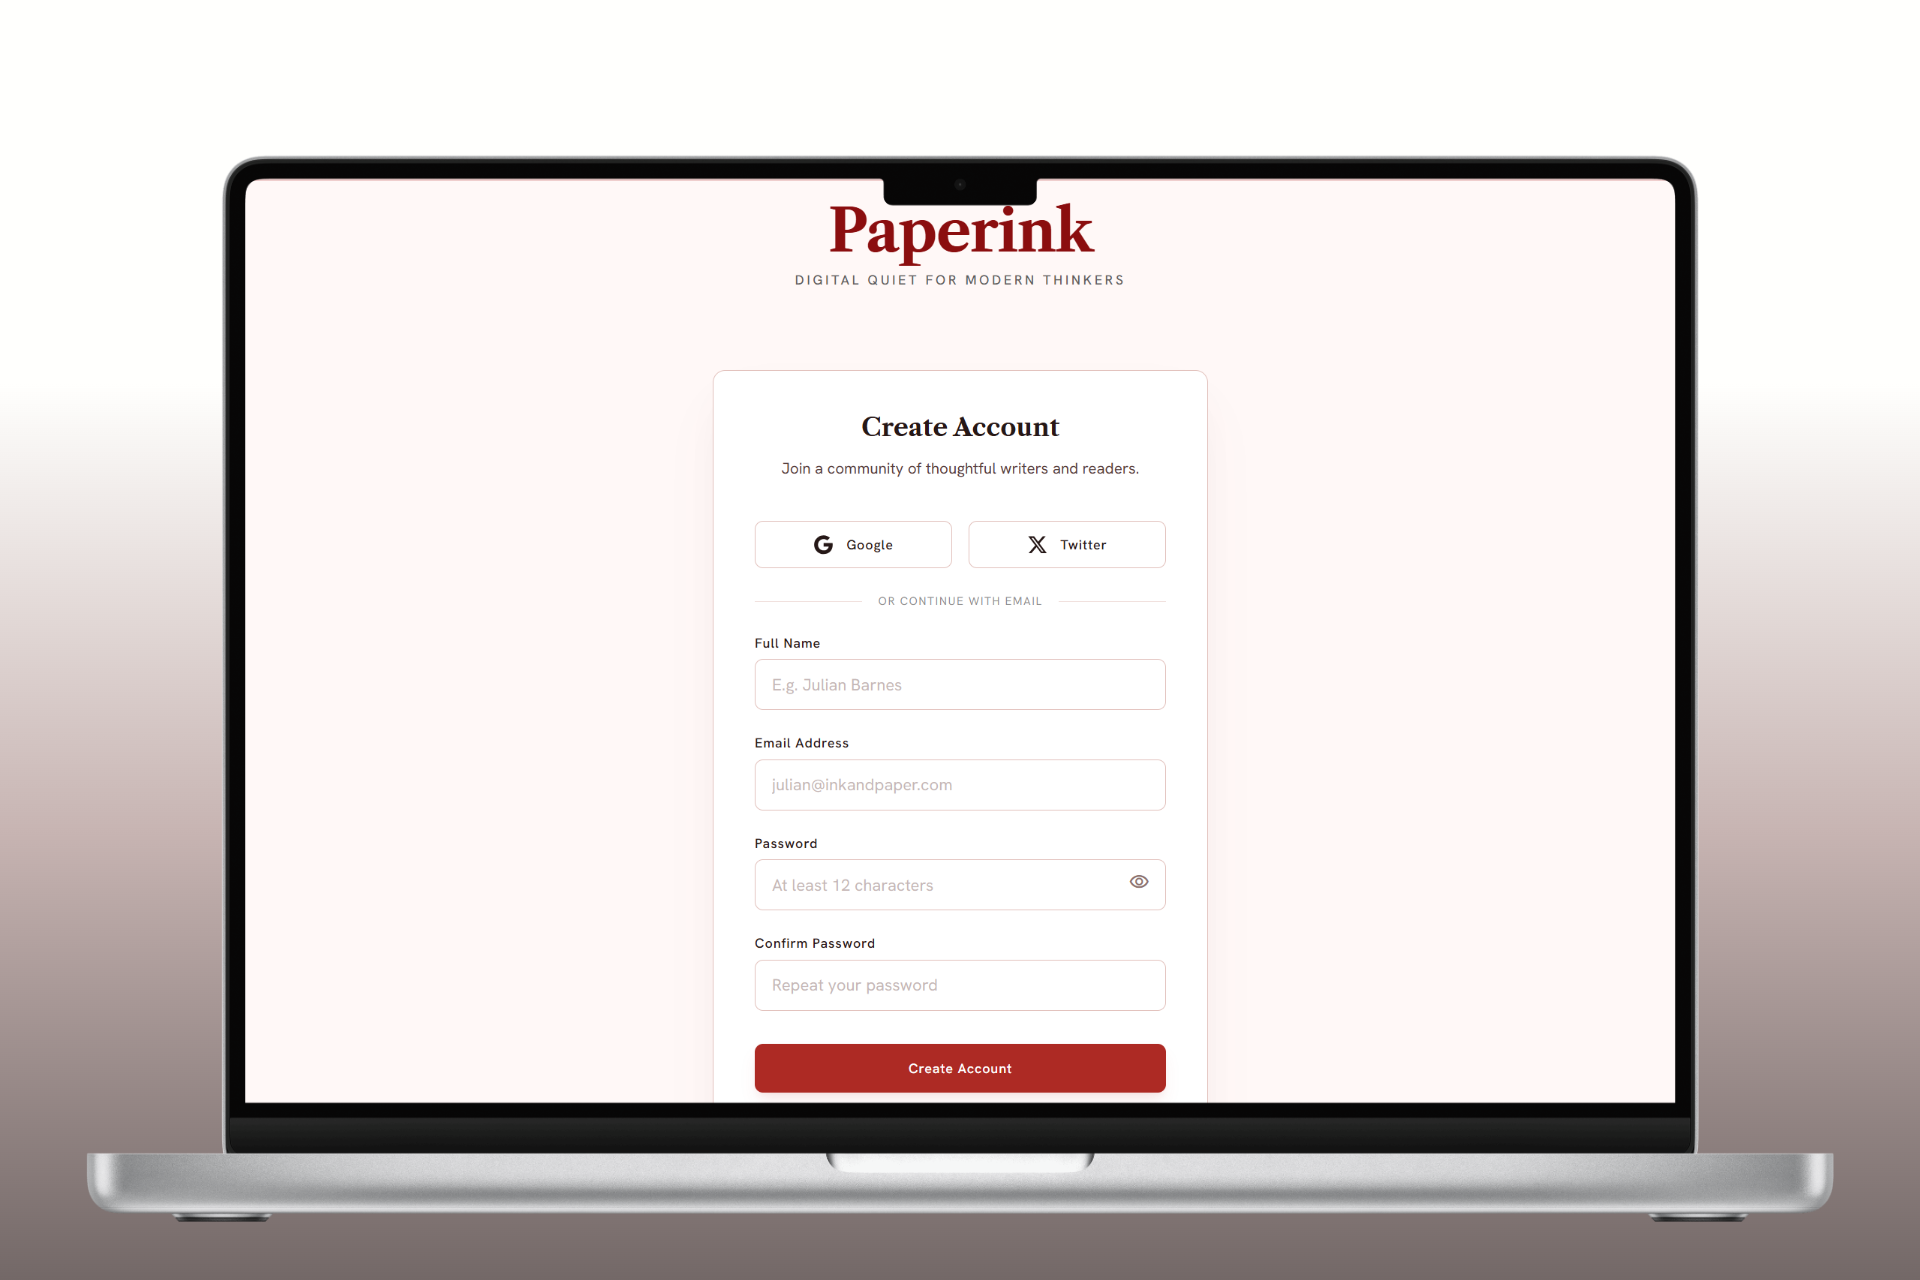 Paperink
DIGITAL QUIET FOR MODERN THINKERS
Create Account
Join a community of thoughtful writers and readers.
Google
Twitter
OR CONTINUE WITH EMAIL
Full Name
E.g. Julian Barnes
Email Address
julian@inkandpaper.com
Password
At least 12 characters
Confirm Password
Repeat your password
Create Account